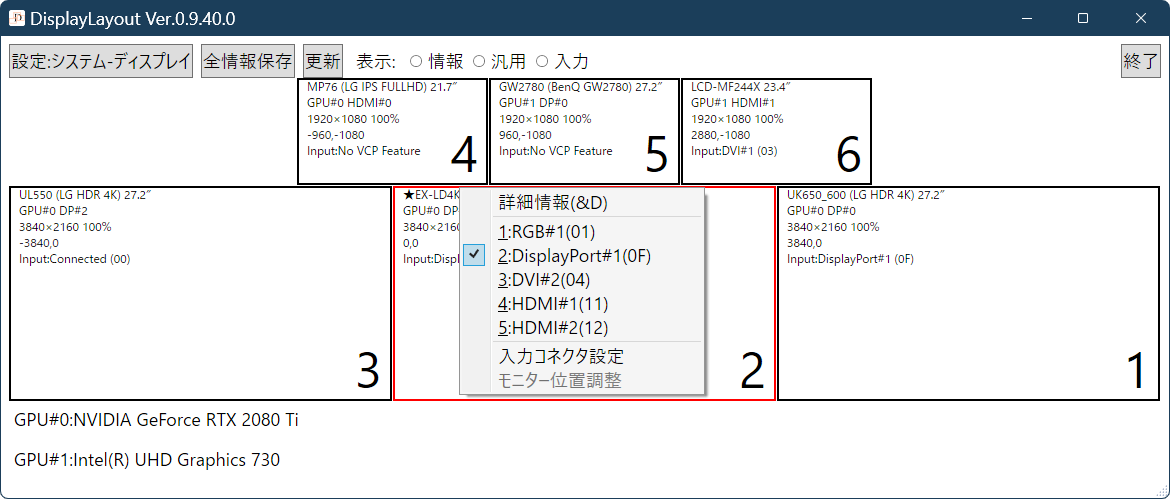 DisplayLayout Ver.0.9.40.0
設定:システム-ディスプレイ 全情報保存 更新 表示: 情報 汎用 入力 終了
MP76 (LG IPS FULLHD) 21.7″
GPU#0 HDMI#0
1920×1080 100%
-960,-1080
Input:No VCP Feature
4
GW2780 (BenQ GW2780) 27.2″
GPU#1 DP#0
1920×1080 100%
960,-1080
Input:No VCP Feature
5
LCD-MF244X 23.4″
GPU#1 HDMI#1
1920×1080 100%
2880,-1080
Input:DVI#1 (03)
6
UL550 (LG HDR 4K) 27.2″
GPU#0 DP#2
3840×2160 100%
-3840,0
Input:Connected (00)
3
★EX-LD4K
GPU#0 DP
3840×2160
0,0
Input:Displ
2
詳細情報(&D)
1:RGB#1(01)
2:DisplayPort#1(0F)
3:DVI#2(04)
4:HDMI#1(11)
5:HDMI#2(12)
入力コネクタ設定
モニター位置調整
UK650_600 (LG HDR 4K) 27.2″
GPU#0 DP#0
3840×2160 100%
3840,0
Input:DisplayPort#1 (0F)
1
GPU#0:NVIDIA GeForce RTX 2080 Ti
GPU#1:Intel(R) UHD Graphics 730